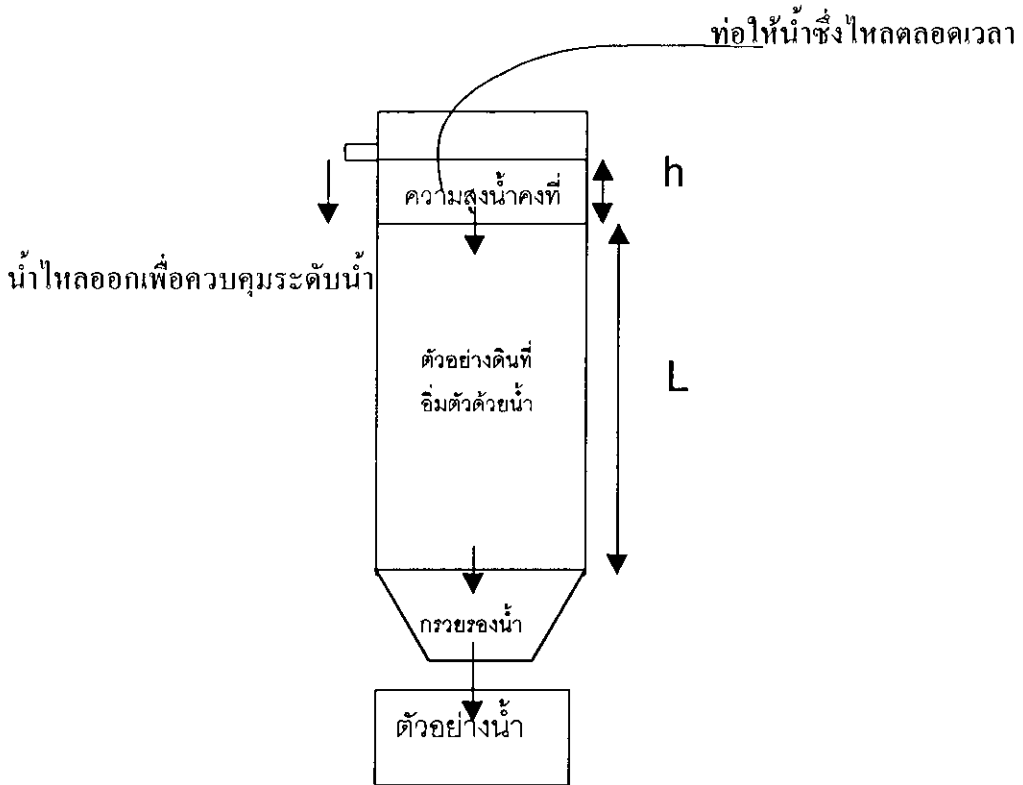 ท่อให้น้ำซึ่งไหลตลอดเวลา
h
ความสูงน้ำคงที่
น้ำไหลออกเพื่อควบคุมระดับน้ำ
ตัวอย่างดินที่
อิ่มตัวด้วยน้ำ
L
กรวยรองน้ำ
ตัวอย่างน้ำ